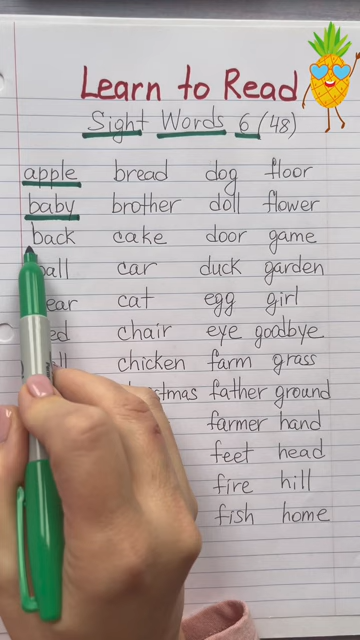 Learn to Read
Sight Words 6 (48)
apple bread dog floor
baby brother doll flower
back cake door game
car duck garden
cat egg girl
chair eye goodbye
chicken farm grass
father ground
farmer hand
feet head
fire hill
fish home